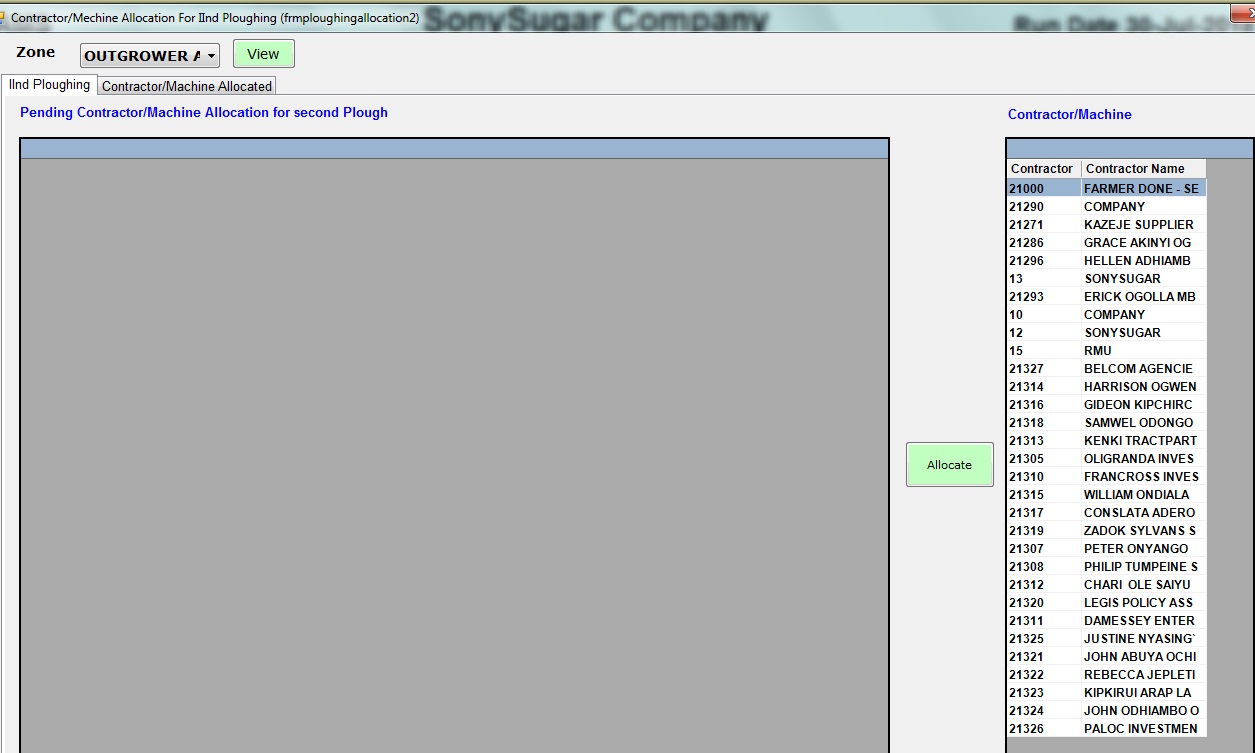 Contractor/Machine Allocation For IInd Ploughing (frmploughingallocation2)
SonySugar Company
Run Date 30-Jul-201
Zone
OUTGROWER A
View
IInd Ploughing
Contractor/Machine Allocated
Pending Contractor/Machine Allocation for second Plough
Allocate
Contractor/Machine
Contractor Contractor Name
21000 FARMER DONE - SE
21290 COMPANY
21271 KAZEJE SUPPLIER
21286 GRACE AKINYI OG
21296 HELLEN ADHIAMB
13 SONYSUGAR
21293 ERICK OGOLLA MB
10 COMPANY
12 SONYSUGAR
15 RMU
21327 BELCOM AGENCIE
21314 HARRISON OGWEN
21316 GIDEON KIPCHIRC
21318 SAMWEL ODONGO
21313 KENKI TRACTPART
21305 OLIGRANDA INVES
21310 FRANCROSS INVES
21315 WILLIAM ONDIALA
21317 CONSLATA ADERO
21319 ZADOK SYLVANS S
21307 PETER ONYANGO
21308 PHILIP TUMPEINE S
21312 CHARI OLE SAIYU
21320 LEGIS POLICY ASS
21311 DAMESSEY ENTER
21325 JUSTINE NYASING`
21321 JOHN ABUYA OCHI
21322 REBECCA JEPLETI
21323 KIPKIRUI ARAP LA
21324 JOHN ODHIAMBO O
21326 PALOC INVESTMEN